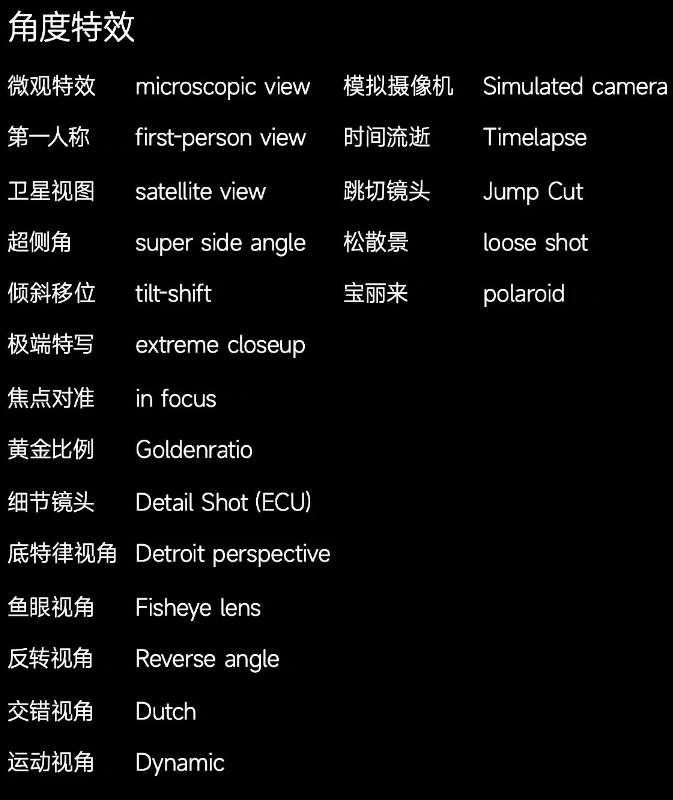 角度特效
微观特效 microscopic view 模拟摄像机 Simulated camera
第一人称 first-person view 时间流逝 Timelapse
卫星视图 satellite view 跳切镜头 Jump Cut
超侧角 super side angle 松散景 loose shot
倾斜移位 tilt-shift 宝丽来 polaroid
极端特写 extreme closeup
焦点对准 in focus
黄金比例 Goldenratio
细节镜头 Detail Shot (ECU)
底特律视角 Detroit perspective
鱼眼视角 Fisheye lens
反转视角 Reverse angle
交错视角 Dutch
运动视角 Dynamic